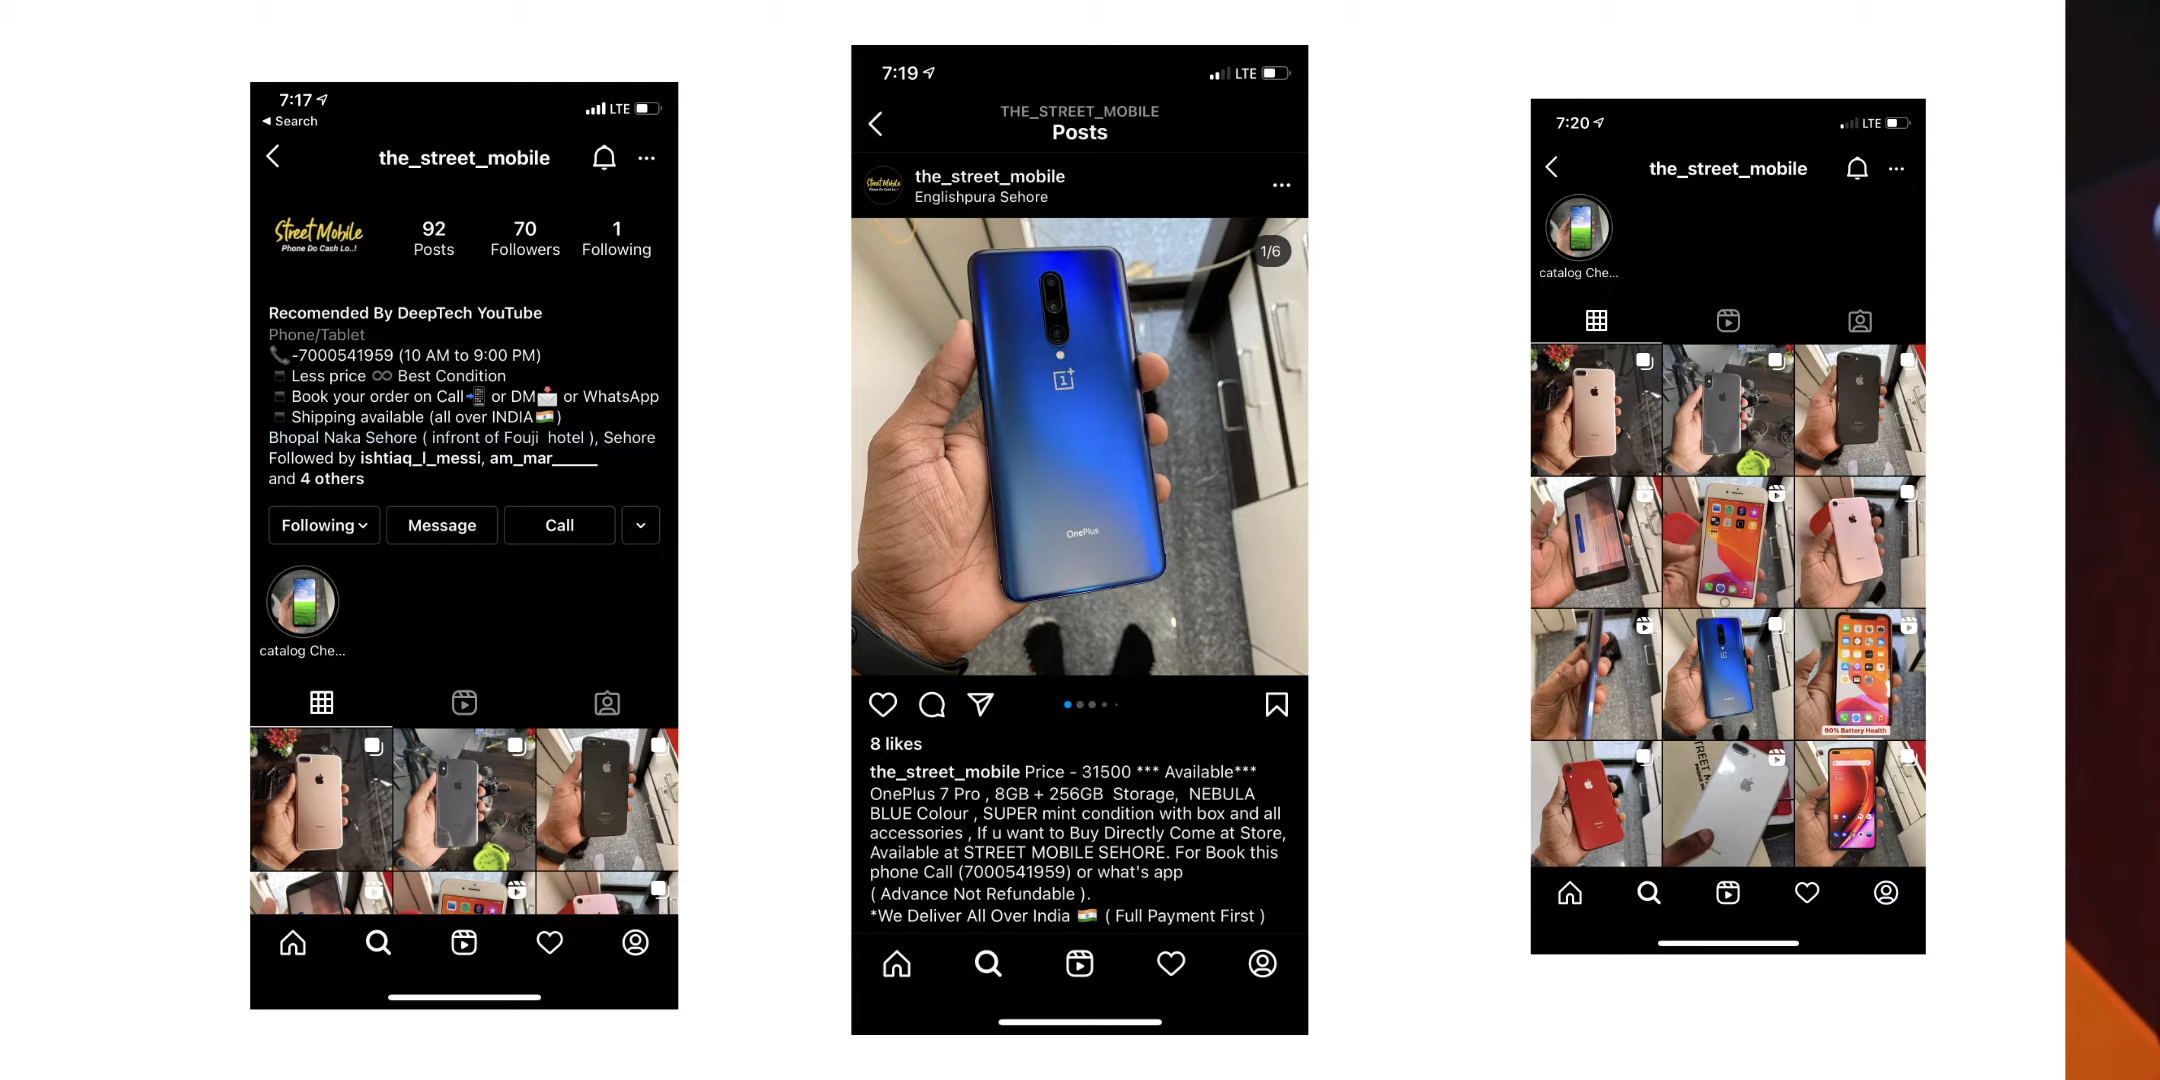 7:17
LTE
◄ Search
the_street_mobile
Street Mobile
Phone Do Cash Lo..!
92
Posts
70
Followers
1
Following
Recomended By DeepTech YouTube
Phone/Tablet
📞-7000541959 (10 AM to 9:00 PM)
▪️ Less price ♾ Best Condition
▪️ Book your order on Call📲 or DM📩 or WhatsApp
▪️ Shipping available (all over INDIA🇮🇳)
Bhopal Naka Sehore ( infront of Fouji hotel ), Sehore
Followed by ishtiaq_l_messi, am_mar_____
and 4 others
Following
Message
Call
catalog Che...
7:19
LTE
THE_STREET_MOBILE
Posts
Street Mobile
the_street_mobile
Englishpura Sehore
1/6
OnePlus
8 likes
the_street_mobile Price - 31500 *** Available***
OnePlus 7 Pro , 8GB + 256GB Storage, NEBULA
BLUE Colour , SUPER mint condition with box and all
accessories , If u want to Buy Directly Come at Store,
Available at STREET MOBILE SEHORE. For Book this
phone Call (7000541959) or what's app
( Advance Not Refundable ).
*We Deliver All Over India 🇮🇳 ( Full Payment First )
7:20
LTE
the_street_mobile
catalog Che...
90% Battery Health